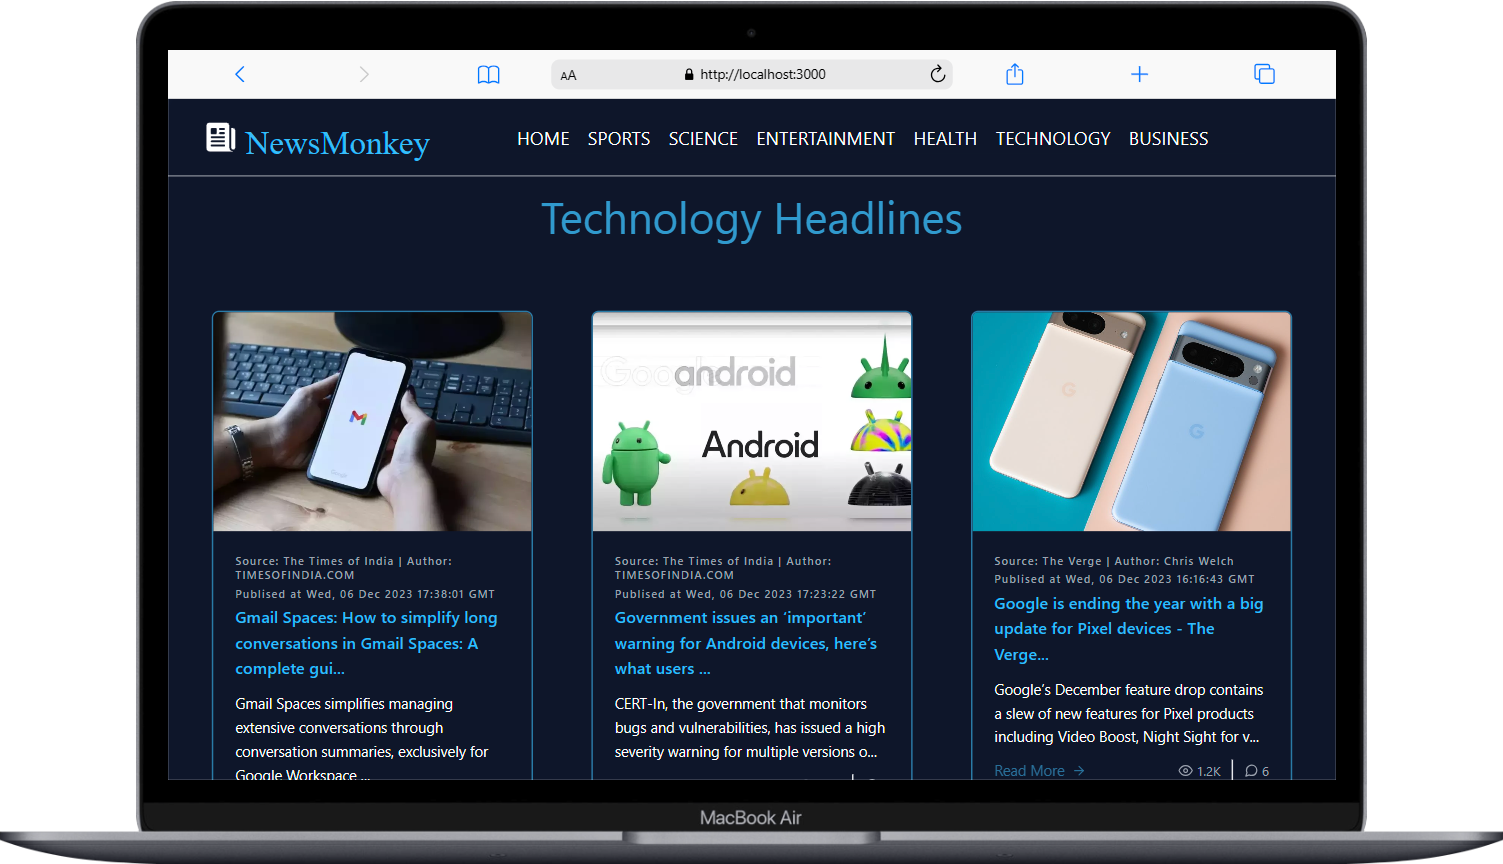 AA
http://localhost:3000
NewsMonkey
HOME SPORTS SCIENCE ENTERTAINMENT HEALTH TECHNOLOGY BUSINESS
Technology Headlines
Google
Source: The Times of India | Author:
TIMESOFINDIA.COM
Publised at Wed, 06 Dec 2023 17:38:01 GMT
Gmail Spaces: How to simplify long
conversations in Gmail Spaces: A
complete gui...
Gmail Spaces simplifies managing
extensive conversations through
conversation summaries, exclusively for
Google Workspace ...
Google
android
Android
Source: The Times of India | Author:
TIMESOFINDIA.COM
Publised at Wed, 06 Dec 2023 17:23:22 GMT
Government issues an ‘important’
warning for Android devices, here’s
what users ...
CERT-In, the government that monitors
bugs and vulnerabilities, has issued a high
severity warning for multiple versions o...
G
G
Source: The Verge | Author: Chris Welch
Publised at Wed, 06 Dec 2023 16:16:43 GMT
Google is ending the year with a big
update for Pixel devices - The
Verge...
Google’s December feature drop contains
a slew of new features for Pixel products
including Video Boost, Night Sight for v...
Read More → 1.2K 6
MacBook Air